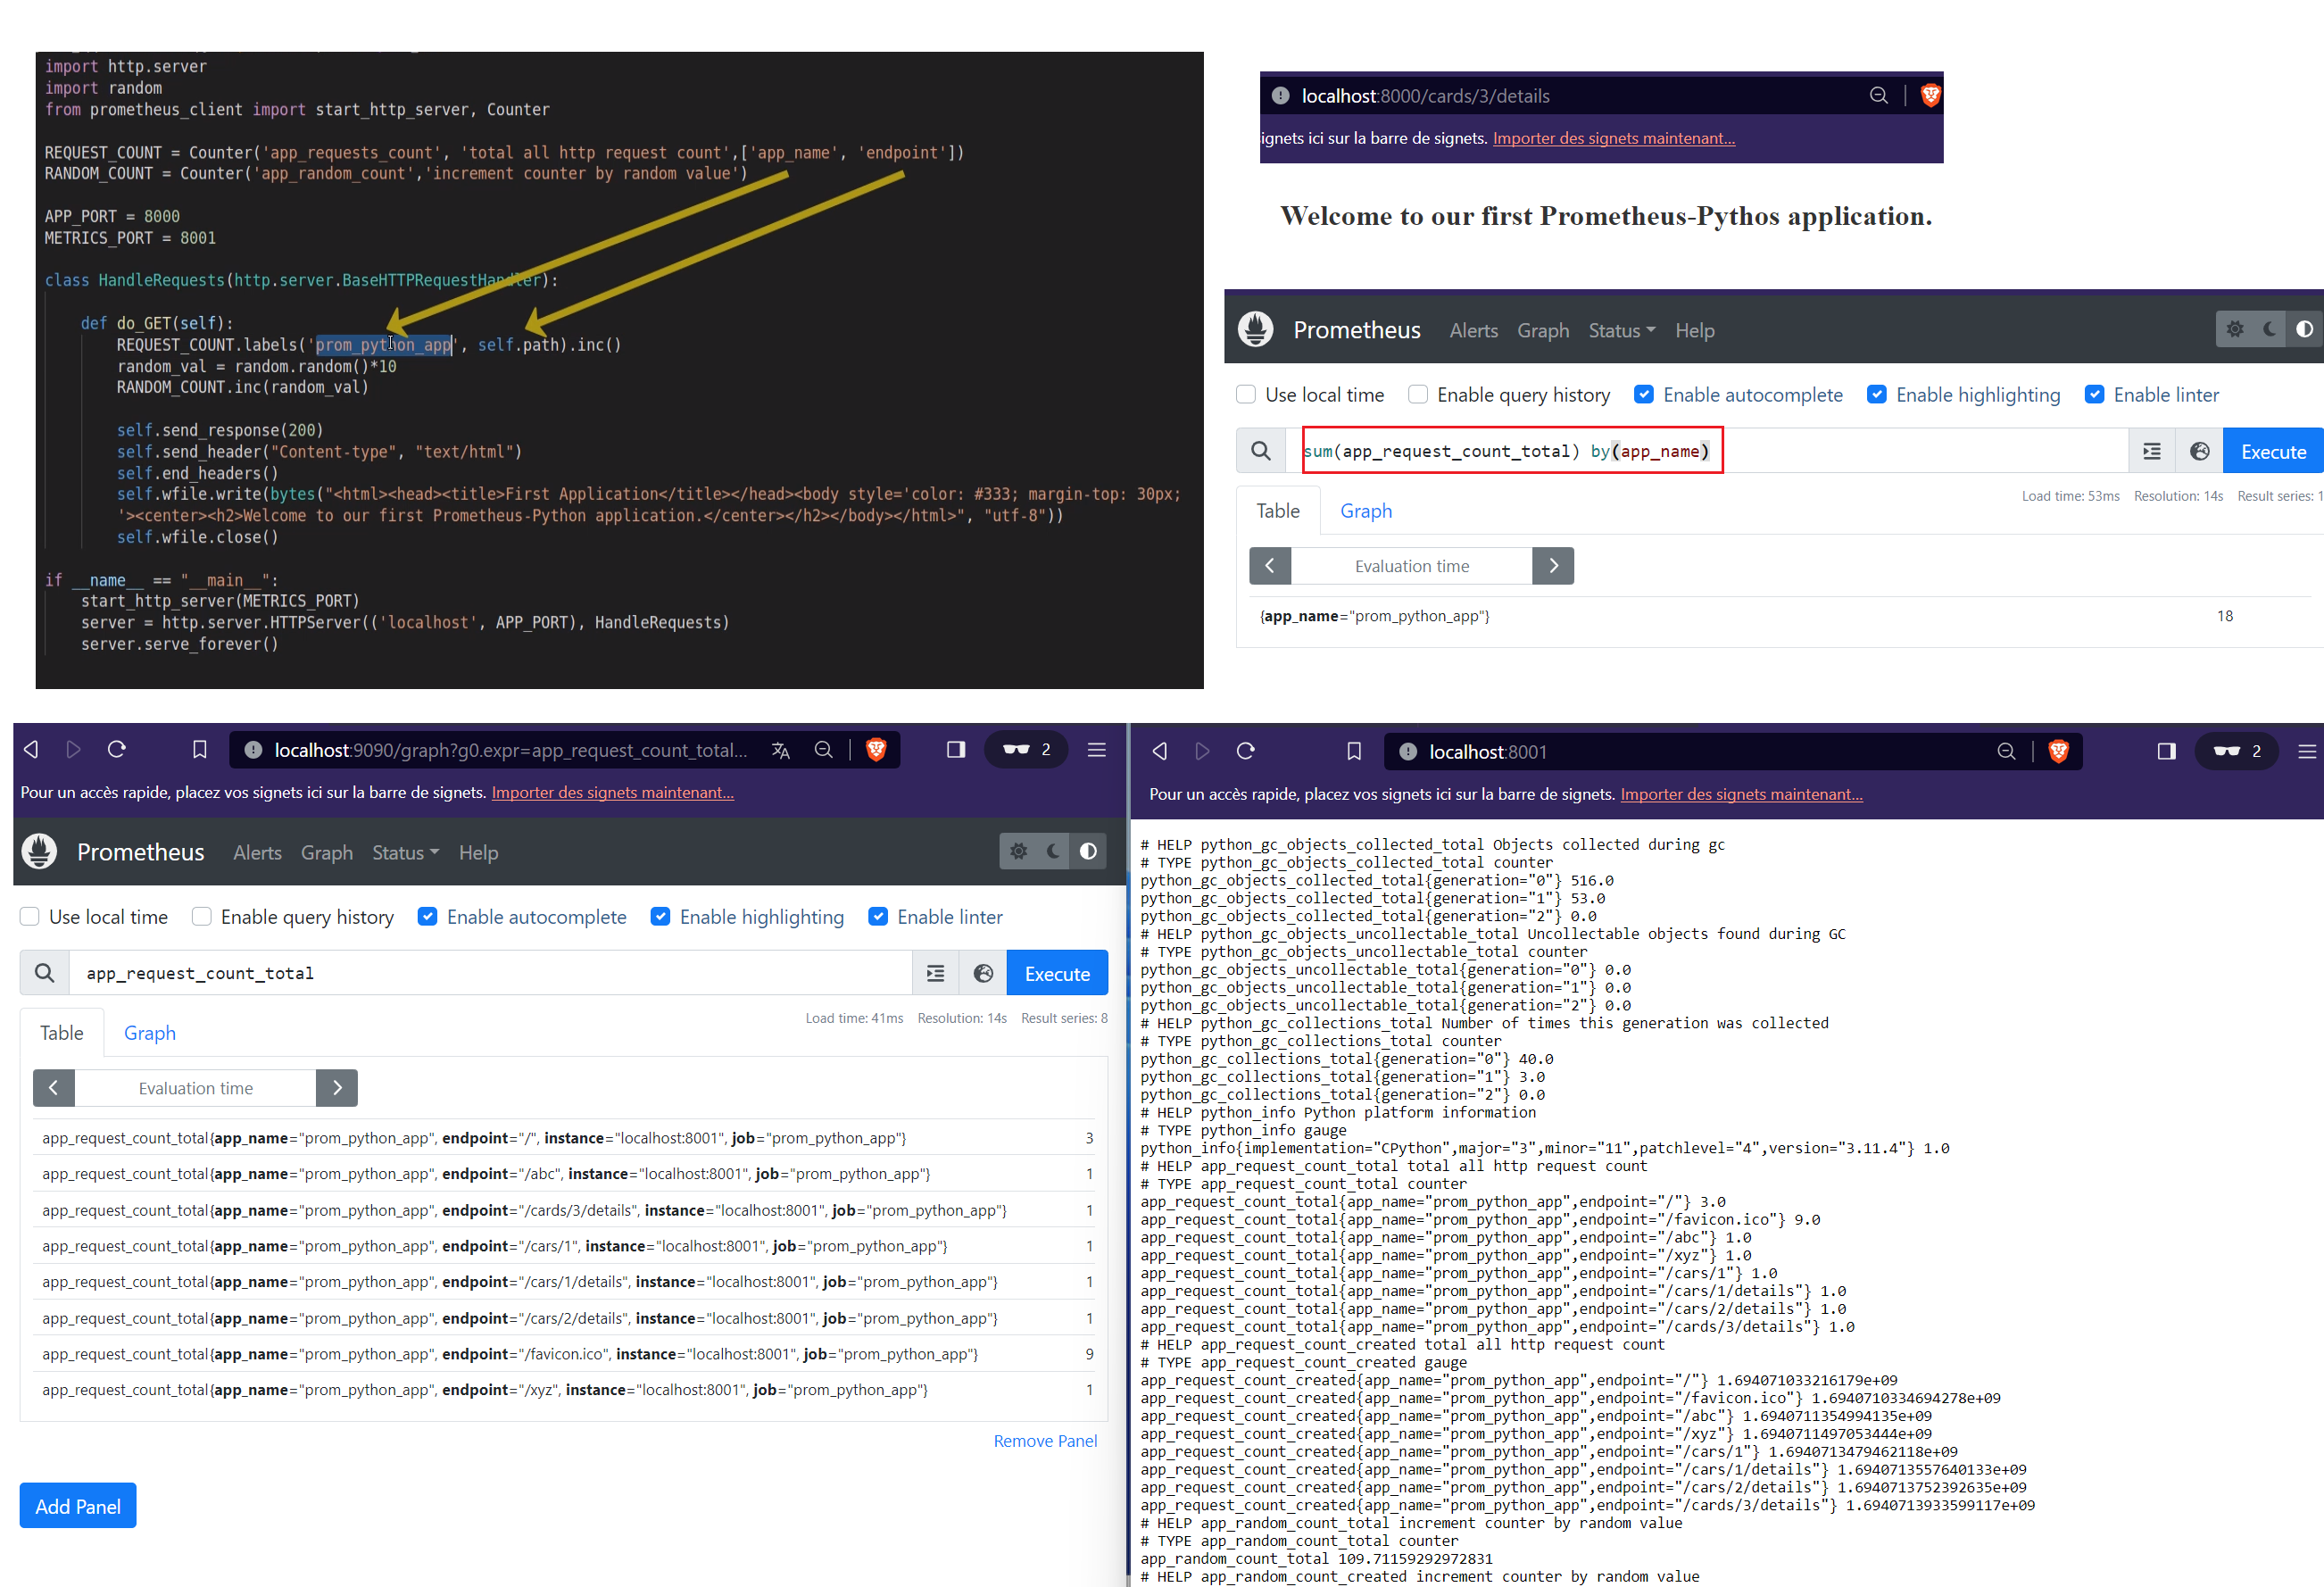 import http.server
import random
from prometheus_client import start_http_server, Counter
REQUEST_COUNT = Counter('app_requests_count', 'total all http request count',['app_name', 'endpoint'])
RANDOM_COUNT = Counter('app_random_count','increment counter by random value')
APP_PORT = 8000
METRICS_PORT = 8001
class HandleRequests(http.server.BaseHTTPRequestHandler):
def do_GET(self):
REQUEST_COUNT.labels('prom_python_app', self.path).inc()
random_val = random.random()*10
RANDOM_COUNT.inc(random_val)
self.send_response(200)
self.send_header("Content-type", "text/html")
self.end_headers()
self.wfile.write(bytes("<html><head><title>First Application</title></head><body style='color: #333; margin-top: 30px;
'><center><h2>Welcome to our first Prometheus-Python application.</center></h2></body></html>", "utf-8"))
self.wfile.close()
if __name__ == "__main__":
start_http_server(METRICS_PORT)
server = http.server.HTTPServer(('localhost', APP_PORT), HandleRequests)
server.serve_forever()
localhost:8000/cards/3/details
ignets ici sur la barre de signets. Importer des signets maintenant...
Welcome to our first Prometheus-Pythos application.
Prometheus Alerts Graph Status Help
Use local time Enable query history Enable autocomplete Enable highlighting Enable linter
sum(app_request_count_total) by(app_name) Execute
Load time: 53ms Resolution: 14s Result series: 1
Table Graph
Evaluation time
{app_name="prom_python_app"} 18
localhost:9090/graph?g0.expr=app_request_count_total... 2
Pour un accès rapide, placez vos signets ici sur la barre de signets. Importer des signets maintenant...
Prometheus Alerts Graph Status Help
Use local time Enable query history Enable autocomplete Enable highlighting Enable linter
app_request_count_total Execute
Load time: 41ms Resolution: 14s Result series: 8
Table Graph
Evaluation time
app_request_count_total{app_name="prom_python_app", endpoint="/", instance="localhost:8001", job="prom_python_app"} 3
app_request_count_total{app_name="prom_python_app", endpoint="/abc", instance="localhost:8001", job="prom_python_app"} 1
app_request_count_total{app_name="prom_python_app", endpoint="/cards/3/details", instance="localhost:8001", job="prom_python_app"} 1
app_request_count_total{app_name="prom_python_app", endpoint="/cars/1", instance="localhost:8001", job="prom_python_app"} 1
app_request_count_total{app_name="prom_python_app", endpoint="/cars/1/details", instance="localhost:8001", job="prom_python_app"} 1
app_request_count_total{app_name="prom_python_app", endpoint="/cars/2/details", instance="localhost:8001", job="prom_python_app"} 1
app_request_count_total{app_name="prom_python_app", endpoint="/favicon.ico", instance="localhost:8001", job="prom_python_app"} 9
app_request_count_total{app_name="prom_python_app", endpoint="/xyz", instance="localhost:8001", job="prom_python_app"} 1
Remove Panel
Add Panel
localhost:8001 2
Pour un accès rapide, placez vos signets ici sur la barre de signets. Importer des signets maintenant...
# HELP python_gc_objects_collected_total Objects collected during gc
# TYPE python_gc_objects_collected_total counter
python_gc_objects_collected_total{generation="0"} 516.0
python_gc_objects_collected_total{generation="1"} 53.0
python_gc_objects_collected_total{generation="2"} 0.0
# HELP python_gc_objects_uncollectable_total Uncollectable objects found during GC
# TYPE python_gc_objects_uncollectable_total counter
python_gc_objects_uncollectable_total{generation="0"} 0.0
python_gc_objects_uncollectable_total{generation="1"} 0.0
python_gc_objects_uncollectable_total{generation="2"} 0.0
# HELP python_gc_collections_total Number of times this generation was collected
# TYPE python_gc_collections_total counter
python_gc_collections_total{generation="0"} 40.0
python_gc_collections_total{generation="1"} 3.0
python_gc_collections_total{generation="2"} 0.0
# HELP python_info Python platform information
# TYPE python_info gauge
python_info{implementation="CPython",major="3",minor="11",patchlevel="4",version="3.11.4"} 1.0
# HELP app_request_count_total total all http request count
# TYPE app_request_count_total counter
app_request_count_total{app_name="prom_python_app",endpoint="/"} 3.0
app_request_count_total{app_name="prom_python_app",endpoint="/favicon.ico"} 9.0
app_request_count_total{app_name="prom_python_app",endpoint="/abc"} 1.0
app_request_count_total{app_name="prom_python_app",endpoint="/xyz"} 1.0
app_request_count_total{app_name="prom_python_app",endpoint="/cars/1"} 1.0
app_request_count_total{app_name="prom_python_app",endpoint="/cars/1/details"} 1.0
app_request_count_total{app_name="prom_python_app",endpoint="/cars/2/details"} 1.0
app_request_count_total{app_name="prom_python_app",endpoint="/cards/3/details"} 1.0
# HELP app_request_count_created total all http request count
# TYPE app_request_count_created gauge
app_request_count_created{app_name="prom_python_app",endpoint="/"} 1.694071033216179e+09
app_request_count_created{app_name="prom_python_app",endpoint="/favicon.ico"} 1.6940710334694278e+09
app_request_count_created{app_name="prom_python_app",endpoint="/abc"} 1.6940711354994135e+09
app_request_count_created{app_name="prom_python_app",endpoint="/xyz"} 1.6940711497053444e+09
app_request_count_created{app_name="prom_python_app",endpoint="/cars/1"} 1.6940713479462118e+09
app_request_count_created{app_name="prom_python_app",endpoint="/cars/1/details"} 1.6940713557640133e+09
app_request_count_created{app_name="prom_python_app",endpoint="/cars/2/details"} 1.6940713752392635e+09
app_request_count_created{app_name="prom_python_app",endpoint="/cards/3/details"} 1.6940713933599117e+09
# HELP app_random_count_total increment counter by random value
# TYPE app_random_count_total counter
app_random_count_total 109.71159292972831
# HELP app_random_count_created increment counter by random value